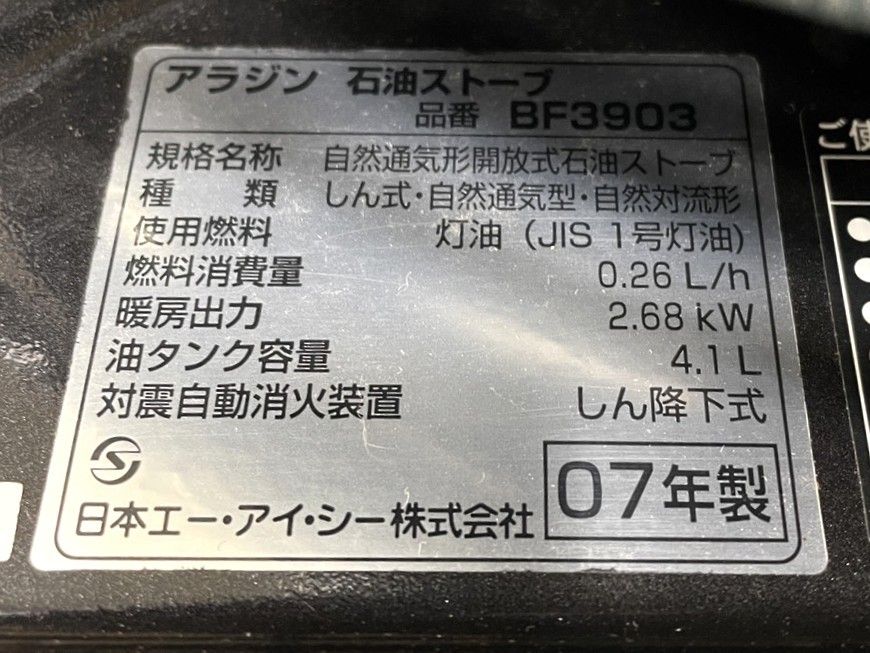 アラジン 石油ストーブ
品番 BF3903
規格名称 自然通気形開放式石油ストーブ
種類 しん式・自然通気型・自然対流形
使用燃料 灯油(JIS 1号灯油)
燃料消費量 0.26 L/h
暖房出力 2.68 kW
油タンク容量 4.1 L
対震自動消火装置 しん降下式
S
07年製
日本エー・アイ・シー株式会社
ご使